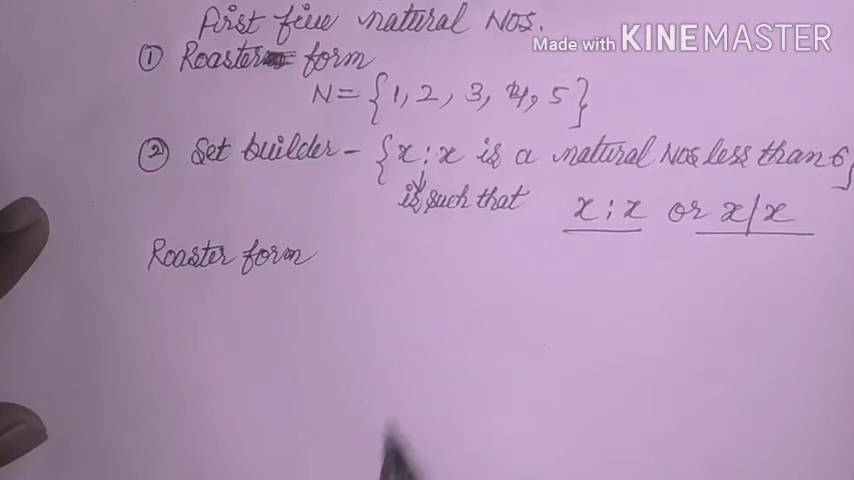 First five natural NOS.
Made with KINEMASTER
① Roaster form
N = {1, 2, 3, 4, 5}
② Set builder - {x : x is a natural NOS less than 6}
is such that x : x or x / x
Roaster form